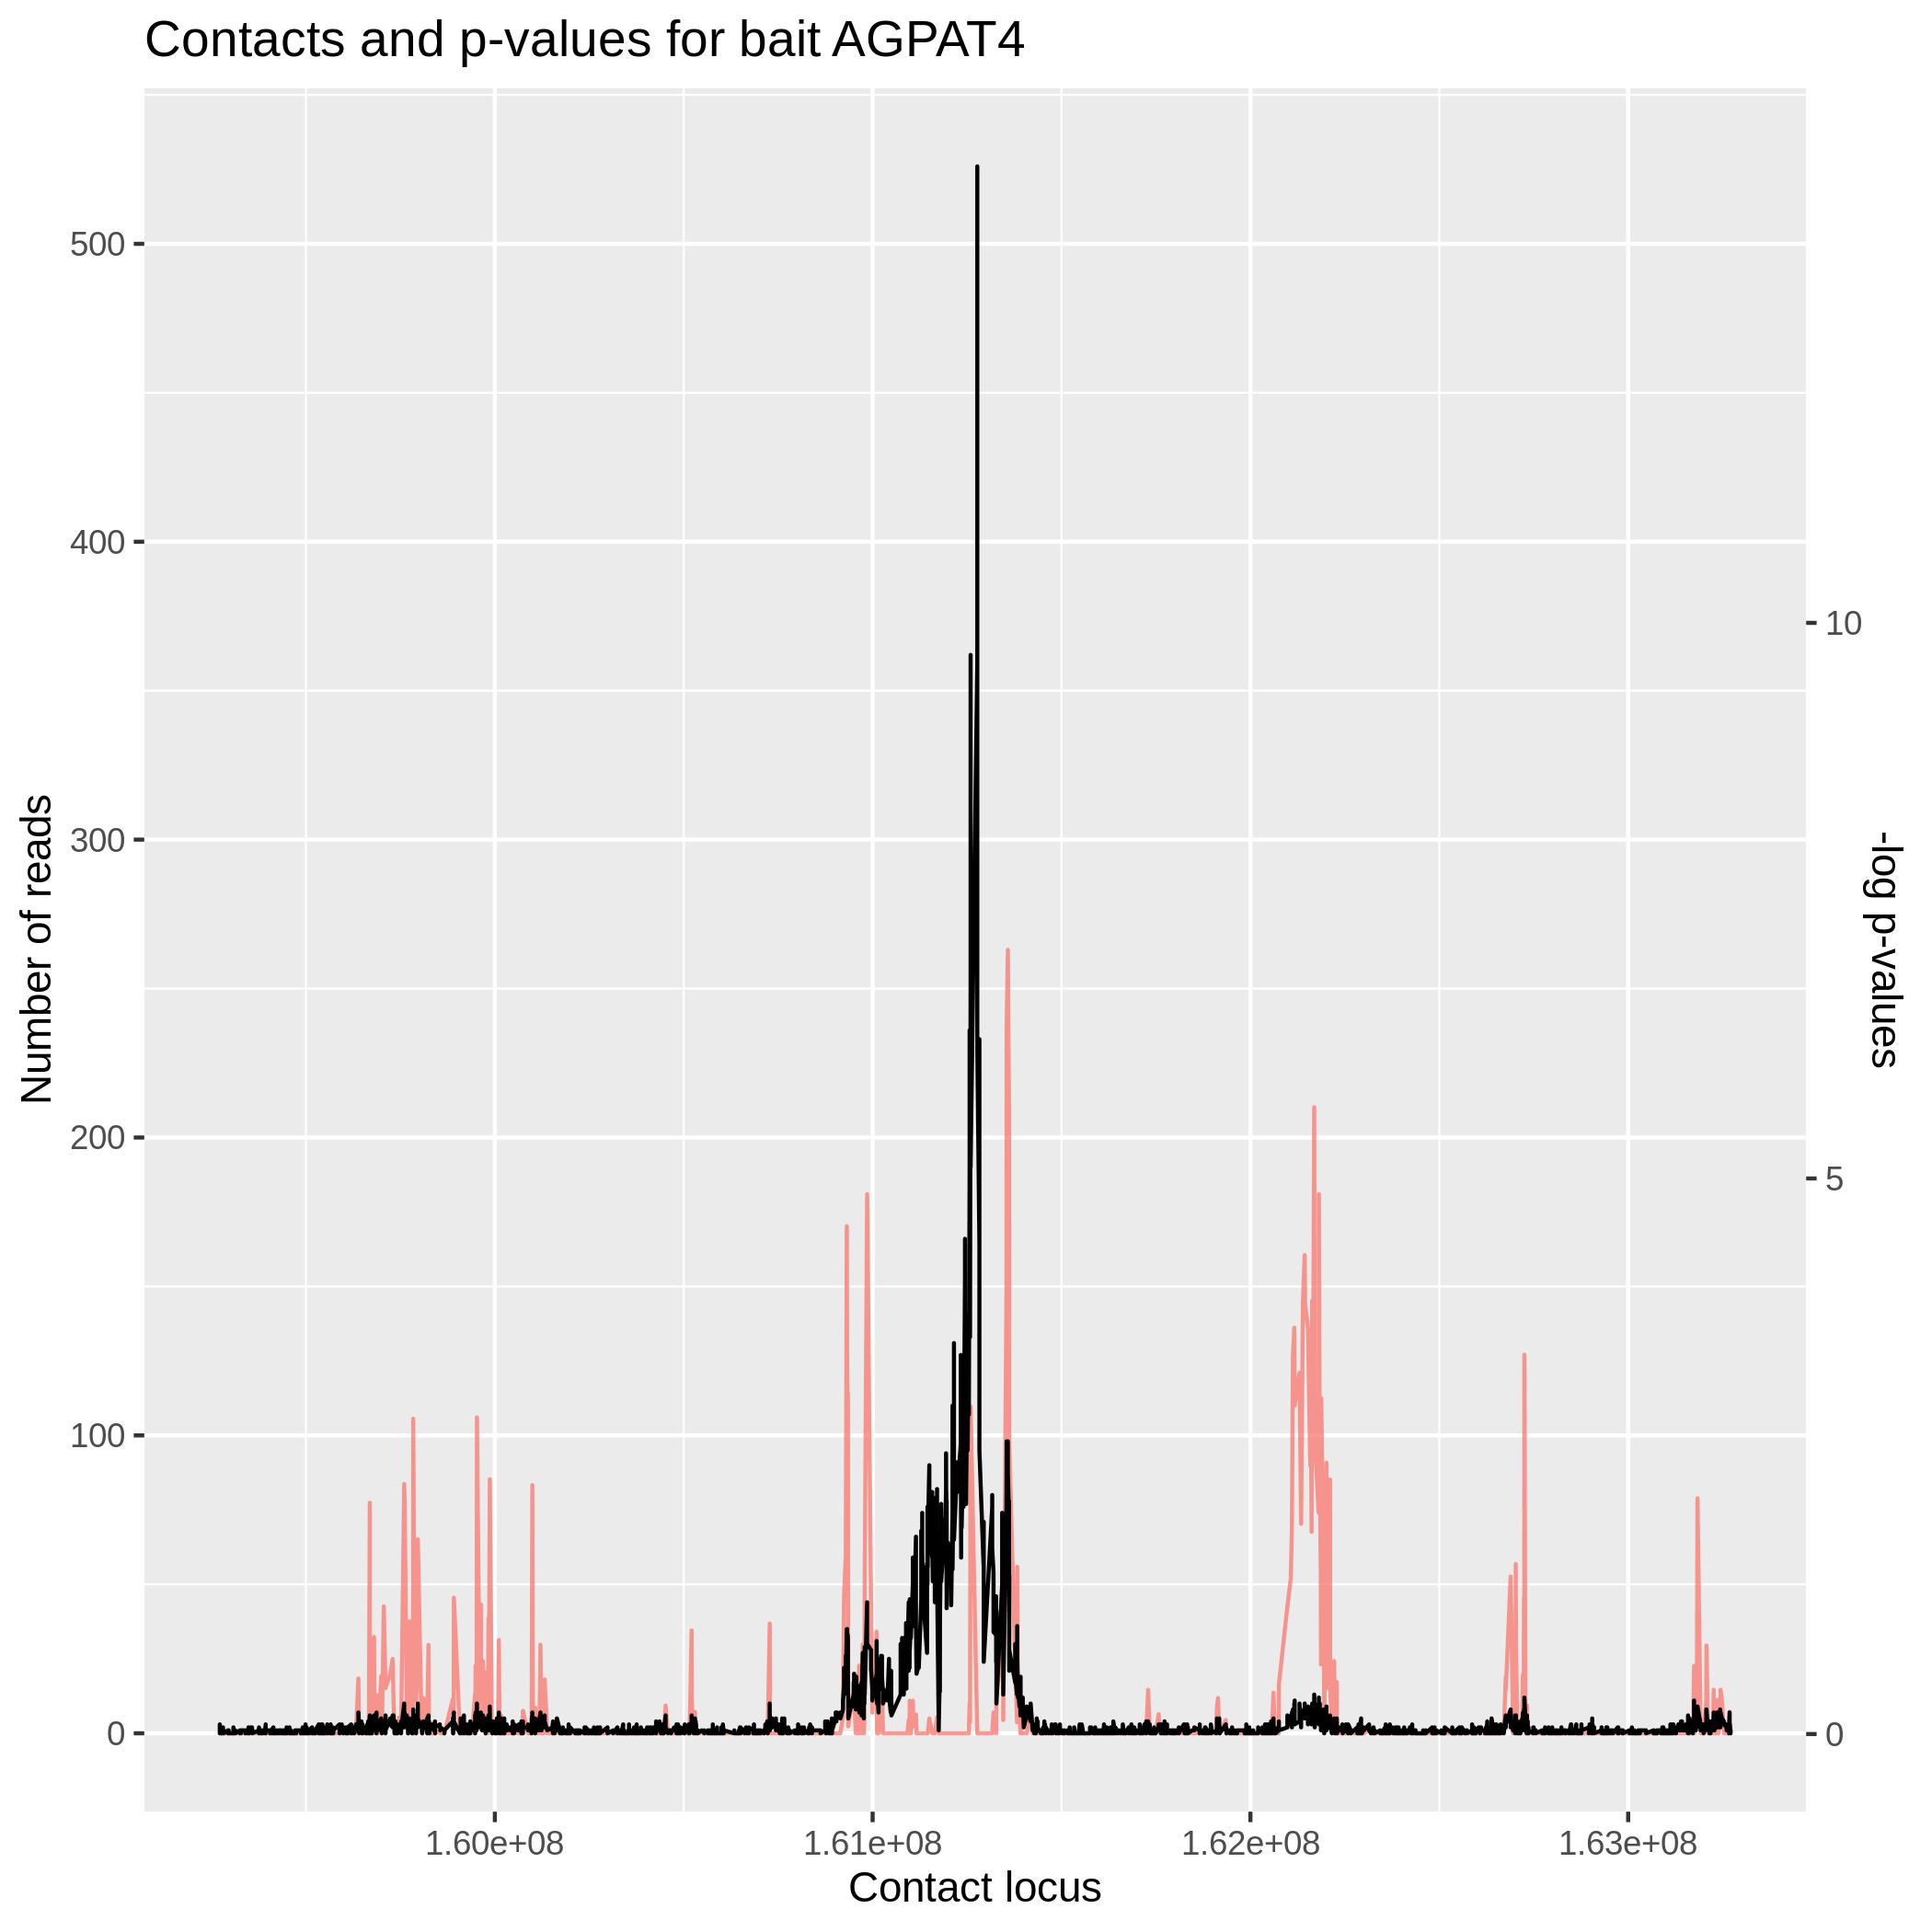 Contacts and p-values for bait AGPAT4
Number of reads
500
400
300
200
100
0
10
5
0
-log p-values
1.60e+08 1.61e+08 1.62e+08 1.63e+08
Contact locus